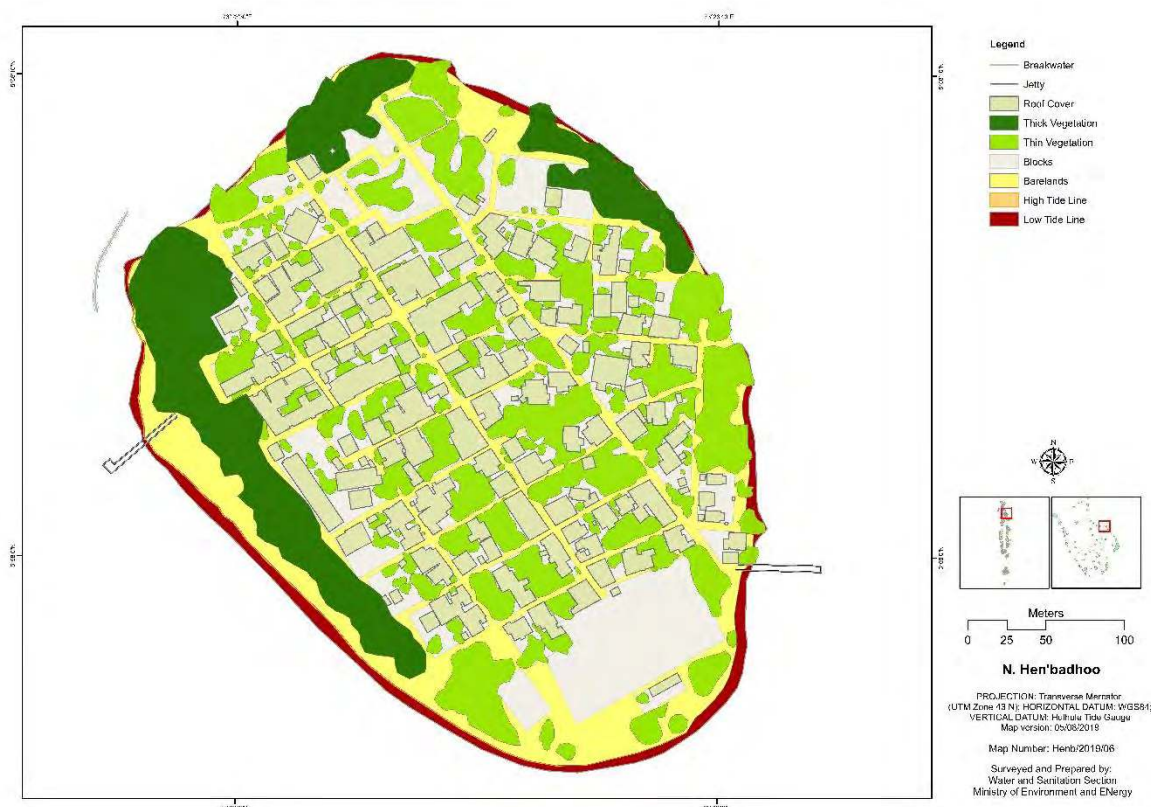 Legend
Breakwater
Jetty
Roof Cover
Thick Vegetation
Thin Vegetation
Blocks
Barelands
High Tide Line
Low Tide Line
N
W
S
Meters
0 25 50 100
N. Hen'badhoo
PROJECTION: Transverse Mercator
(UTM Zone 43 N); HORIZONTAL DATUM: WGS84;
VERTICAL DATUM: Hulhule Tide Gauge
Map version: 05/08/2019
Map Number: Henb/2019/06
Surveyed and Prepared by:
Water and Sanitation Section
Ministry of Environment and ENergy